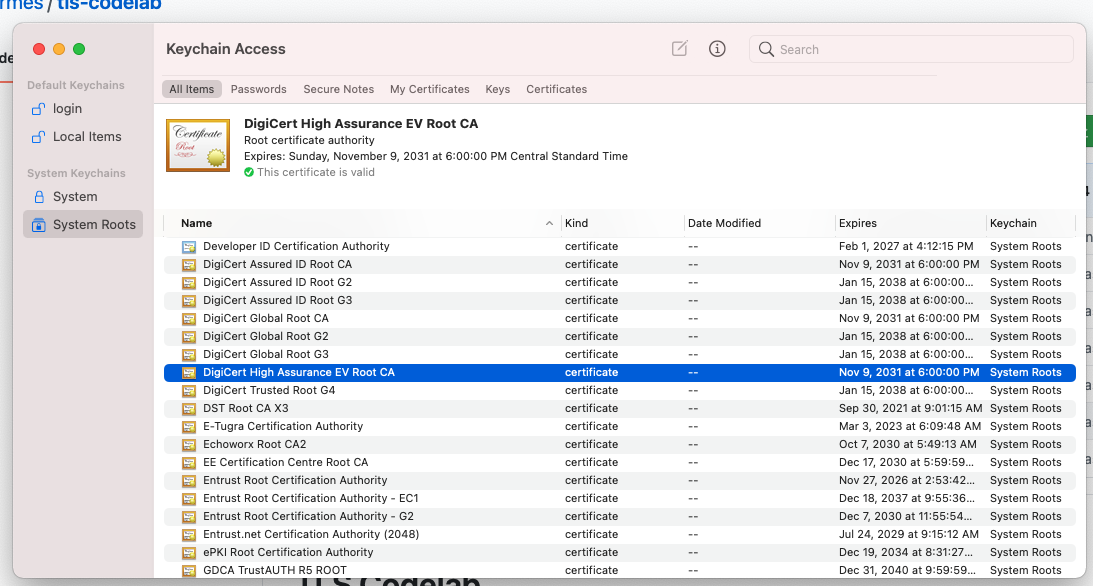 rmes / tls-codelab
Keychain Access
Search
All Items Passwords Secure Notes My Certificates Keys Certificates
Default Keychains
login
Local Items
System Keychains
System
System Roots
Certificate
Root
DigiCert High Assurance EV Root CA
Root certificate authority
Expires: Sunday, November 9, 2031 at 6:00:00 PM Central Standard Time
This certificate is valid
Name Kind Date Modified Expires Keychain
Developer ID Certification Authority certificate -- Feb 1, 2027 at 4:12:15 PM System Roots
DigiCert Assured ID Root CA certificate -- Nov 9, 2031 at 6:00:00 PM System Roots
DigiCert Assured ID Root G2 certificate -- Jan 15, 2038 at 6:00:00... System Roots
DigiCert Assured ID Root G3 certificate -- Jan 15, 2038 at 6:00:00... System Roots
DigiCert Global Root CA certificate -- Nov 9, 2031 at 6:00:00 PM System Roots
DigiCert Global Root G2 certificate -- Jan 15, 2038 at 6:00:00... System Roots
DigiCert Global Root G3 certificate -- Jan 15, 2038 at 6:00:00... System Roots
DigiCert High Assurance EV Root CA certificate -- Nov 9, 2031 at 6:00:00 PM System Roots
DigiCert Trusted Root G4 certificate -- Jan 15, 2038 at 6:00:00... System Roots
DST Root CA X3 certificate -- Sep 30, 2021 at 9:01:15 AM System Roots
E-Tugra Certification Authority certificate -- Mar 3, 2023 at 6:09:48 AM System Roots
Echoworx Root CA2 certificate -- Oct 7, 2030 at 5:49:13 AM System Roots
EE Certification Centre Root CA certificate -- Dec 17, 2030 at 5:59:59... System Roots
Entrust Root Certification Authority certificate -- Nov 27, 2026 at 2:53:42... System Roots
Entrust Root Certification Authority - EC1 certificate -- Dec 18, 2037 at 9:55:36... System Roots
Entrust Root Certification Authority - G2 certificate -- Dec 7, 2030 at 11:55:54... System Roots
Entrust.net Certification Authority (2048) certificate -- Jul 24, 2029 at 9:15:12 AM System Roots
ePKI Root Certification Authority certificate -- Dec 19, 2034 at 8:31:27... System Roots
GDCA TrustAUTH R5 ROOT certificate -- Dec 31, 2040 at 9:59:59... System Roots
TLS Codelab